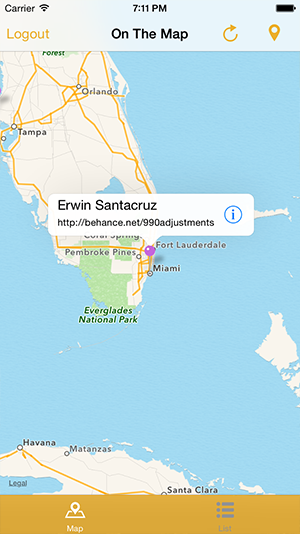 Carrier 7:11 PM
Logout On The Map
Forest
Orlando
Tampa
Erwin Santacruz
http://behance.net/990adjustments
Coral Spring
Fort Lauderdale
Pembroke Pines
Miami
Everglades
National Park
Havana
Matanzas
Legal
Santa Clara
Map List